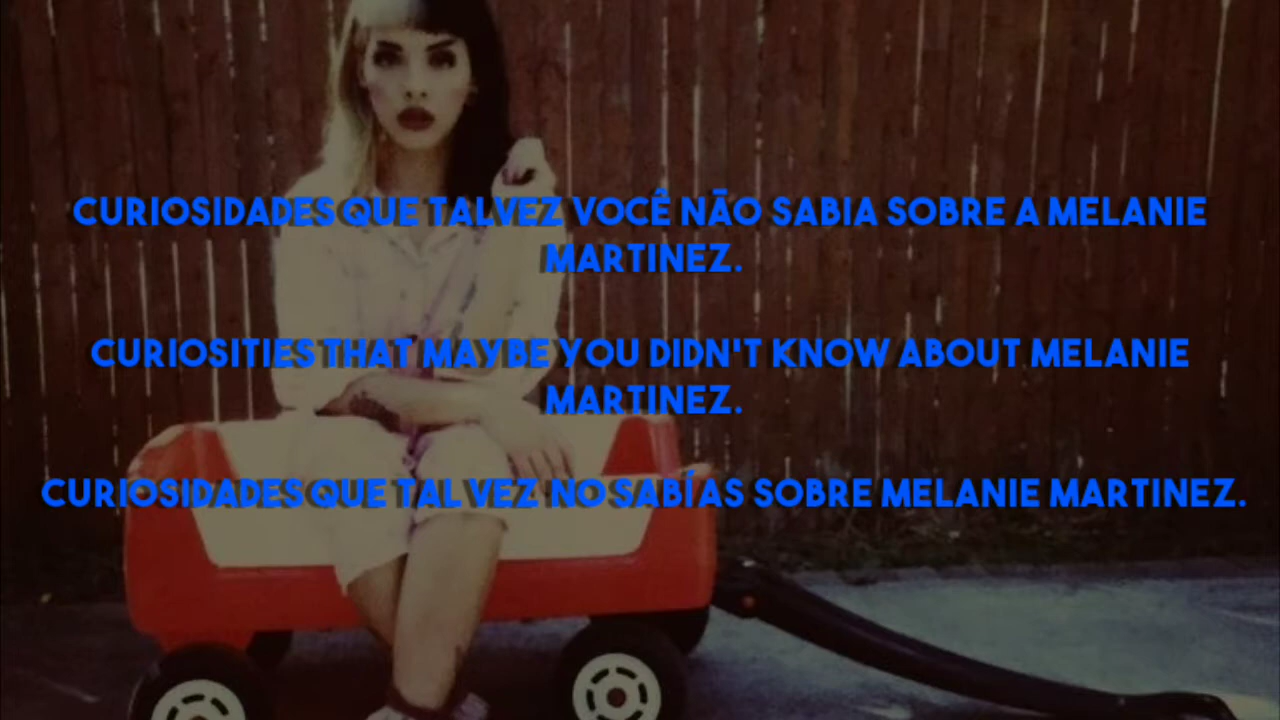 CURIOSIDADES QUE TALVEZ VOCÊ NÃO SABIA SOBRE A MELANIE
MARTINEZ.
CURIOSITIES THAT MAYBE YOU DIDN'T KNOW ABOUT MELANIE
MARTINEZ.
CURIOSIDADES QUE TAL VEZ NO SABÍAS SOBRE MELANIE MARTINEZ.